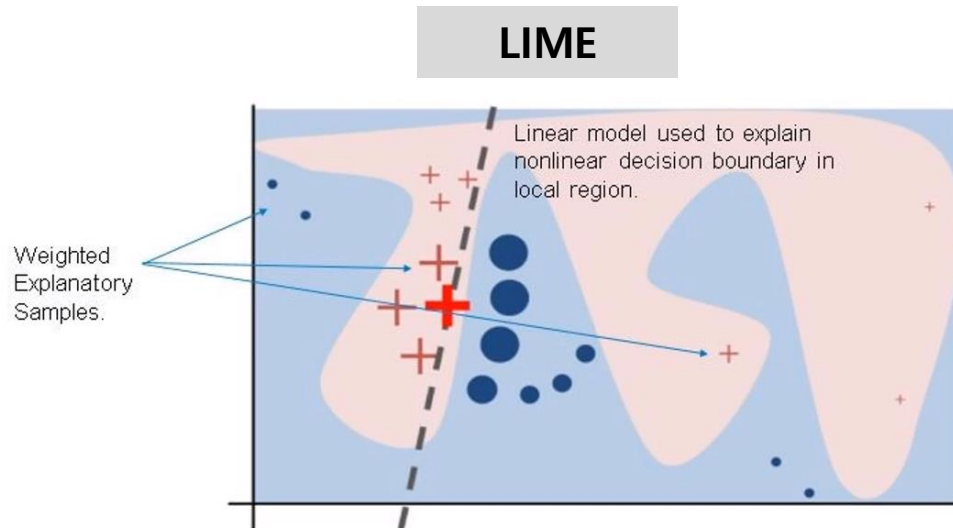 LIME
Linear model used to explain
nonlinear decision boundary in
local region.
Weighted
Explanatory
Samples.